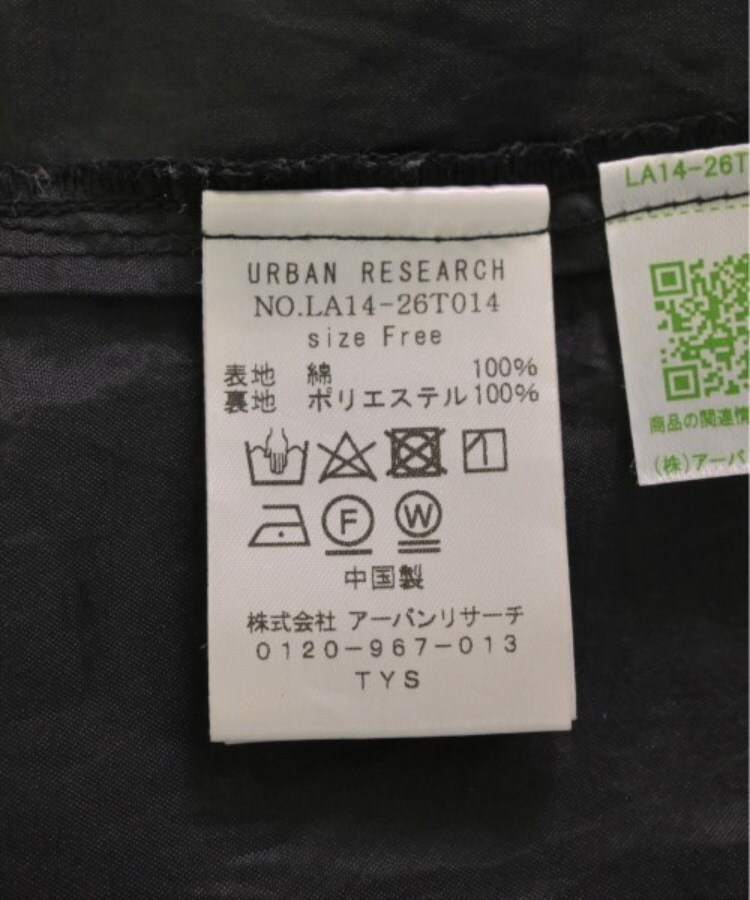 URBAN RESEARCH
NO.LA14-26T014
size Free
表地 綿 100%
裏地 ポリエステル100%
F W
中国製
株式会社 アーバンリサーチ
0120-967-013
TYS
LA14-26T
商品の関連情
(株)アーバ